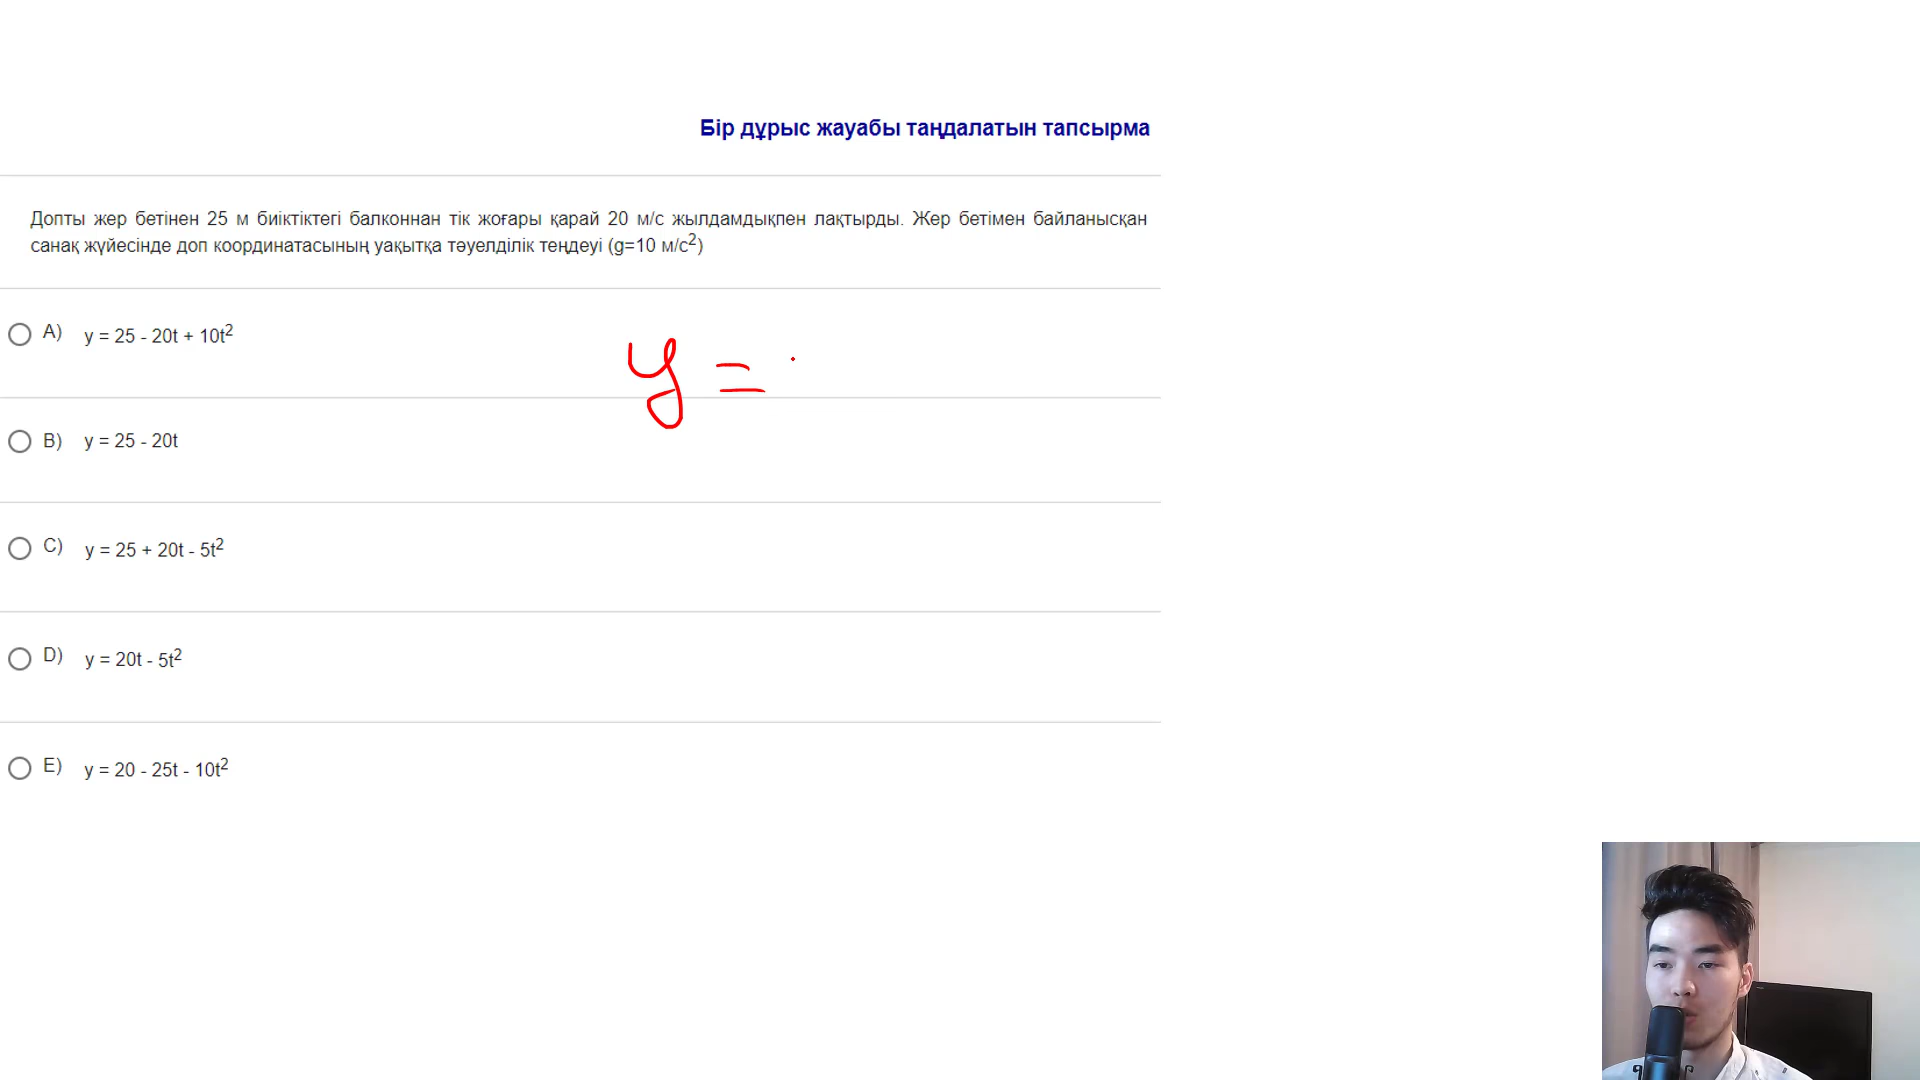 Бір дұрыс жауабы таңдалатын тапсырма
Допты жер бетінен 25 м биіктіктегі балконнан тік жоғары қарай 20 м/с жылдамдықпен лақтырды. Жер бетімен байланысқан
санақ жүйесінде доп координатасының уақытқа тәуелділік теңдеуі (g=10 м/с²)
A) y = 25 - 20t + 10t²
y =
B) y = 25 - 20t
C) y = 25 + 20t - 5t²
D) y = 20t - 5t²
E) y = 20 - 25t - 10t²